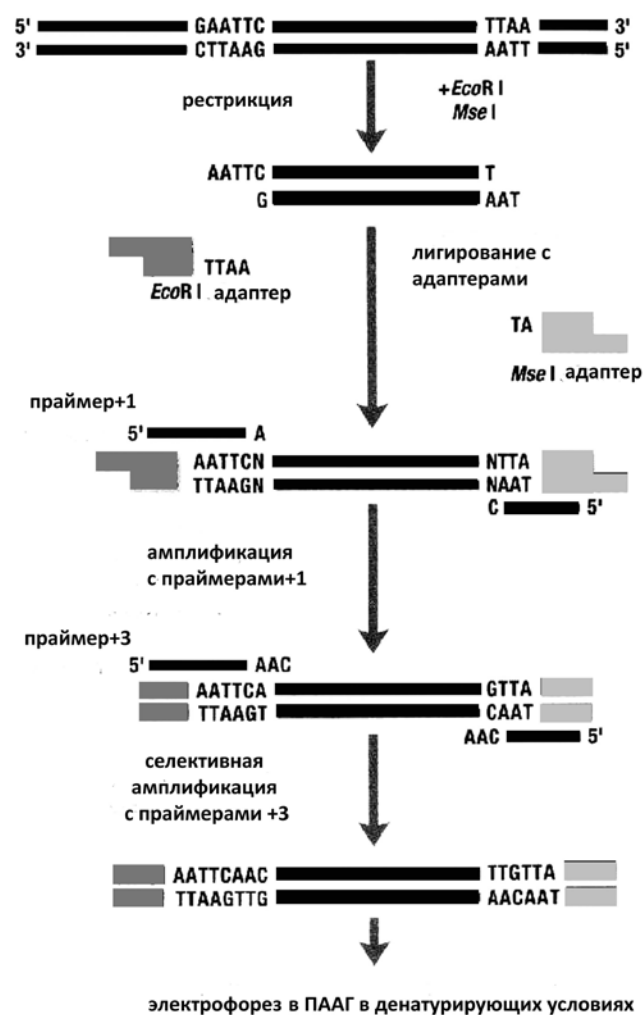 5' GAATTC TTAA 3'
3' CTTAAG AATT 5'
рестрикция
+EcoR I
Mse I
AATTC T
G AAT
TTAA
EcoR I адаптер
лигирование с
адаптерами
TA
Mse I адаптер
праймер+1
5' A
AATTCN NTTA
TTAAGN NAAT
C 5'
амплификация
с праймерами+1
праймер+3
5' AAC
AATTCA GTTA
TTAAGT CAAT
AAC 5'
селективная
амплификация
с праймерами +3
AATTCAAC TTGTTA
TTAAGTTG AACAAT
электрофорез в ПААГ в денатурирующих условиях